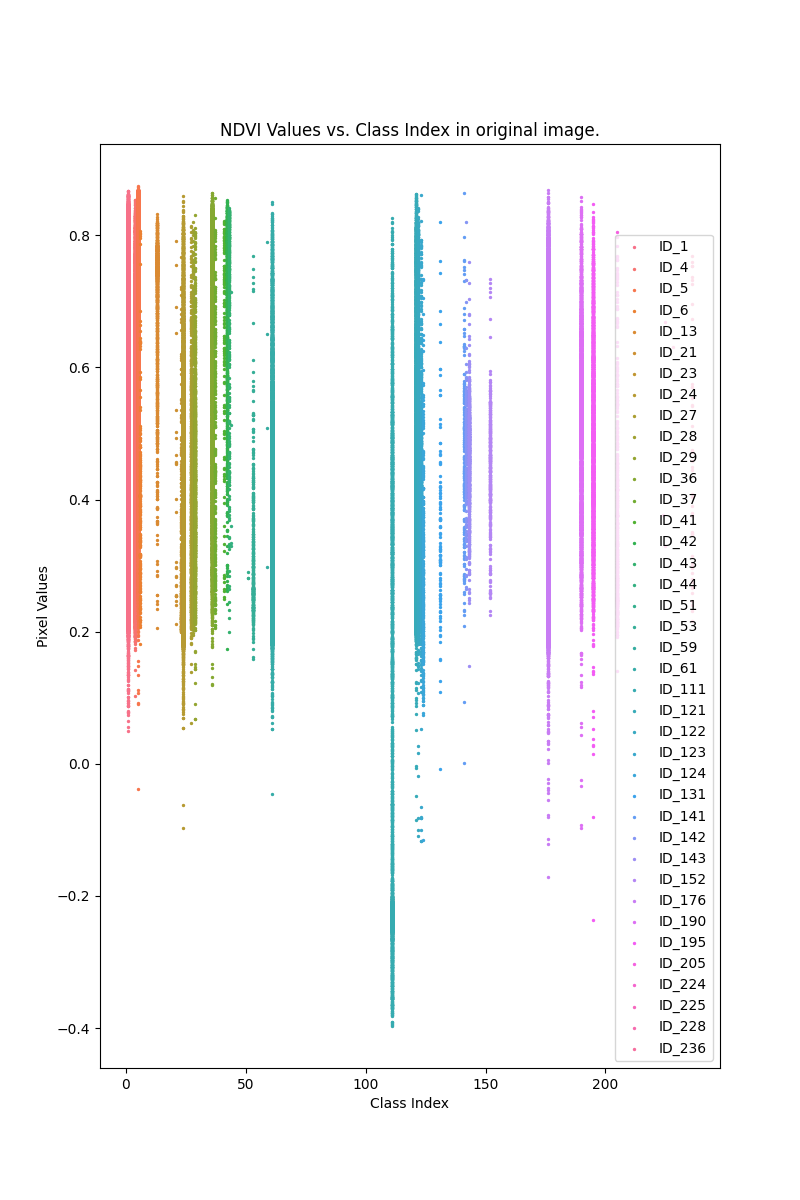 NDVI Values vs. Class Index in original image.
Pixel Values
0.8
0.6
0.4
0.2
0.0
−0.2
−0.4
0
50
100
150
200
Class Index
ID_1
ID_4
ID_5
ID_6
ID_13
ID_21
ID_23
ID_24
ID_27
ID_28
ID_29
ID_36
ID_37
ID_41
ID_42
ID_43
ID_44
ID_51
ID_53
ID_59
ID_61
ID_111
ID_121
ID_122
ID_123
ID_124
ID_131
ID_141
ID_142
ID_143
ID_152
ID_176
ID_190
ID_195
ID_205
ID_224
ID_225
ID_228
ID_236